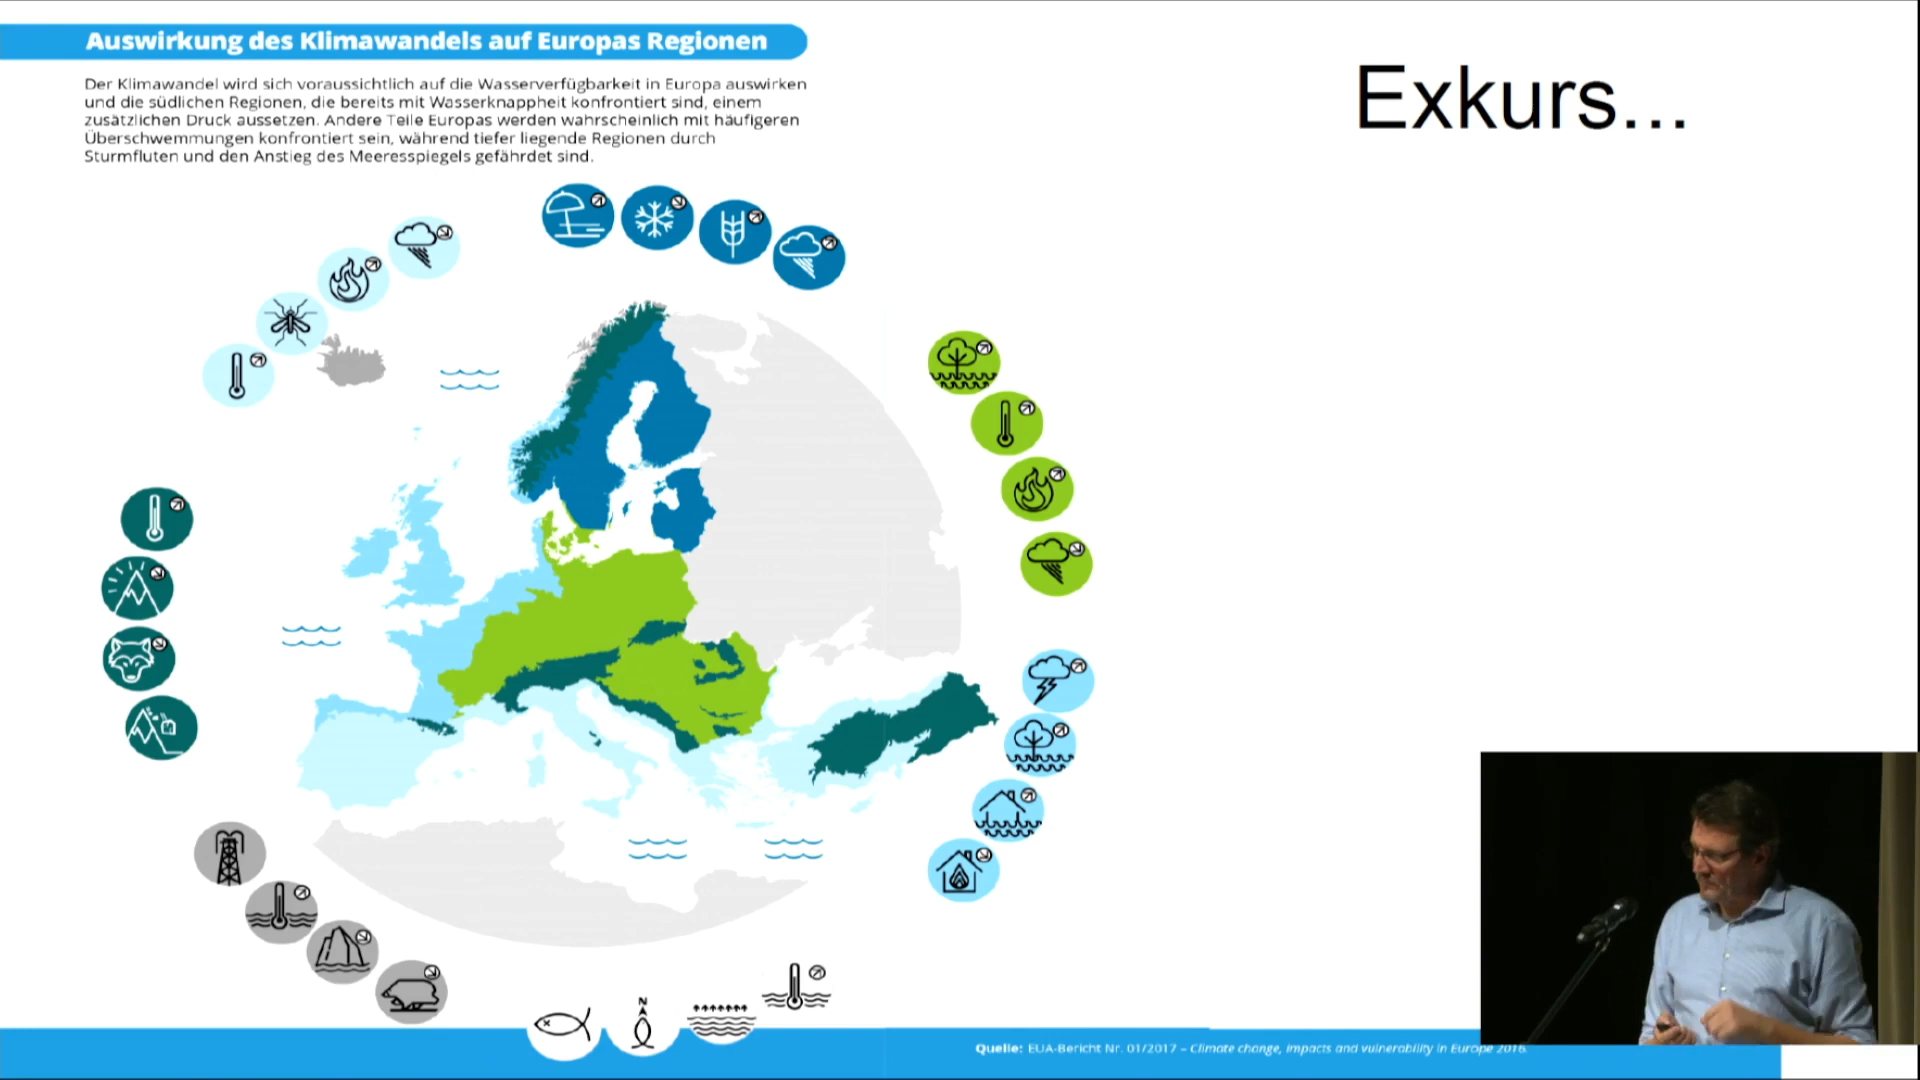 Auswirkung des Klimawandels auf Europas Regionen
Der Klimawandel wird sich voraussichtlich auf die Wasserverfügbarkeit in Europa auswirken
und die südlichen Regionen, die bereits mit Wasserknappheit konfrontiert sind, einem
zusätzlichen Druck aussetzen. Andere Teile Europas werden wahrscheinlich mit häufigeren
Überschwemmungen konfrontiert sein, während tiefer liegende Regionen durch
Sturmfluten und den Anstieg des Meeresspiegels gefährdet sind.
Exkurs...
N
Quelle: EUA-Bericht Nr. 01/2017 – Climate change, impacts and vulnerability in Europe 2016.